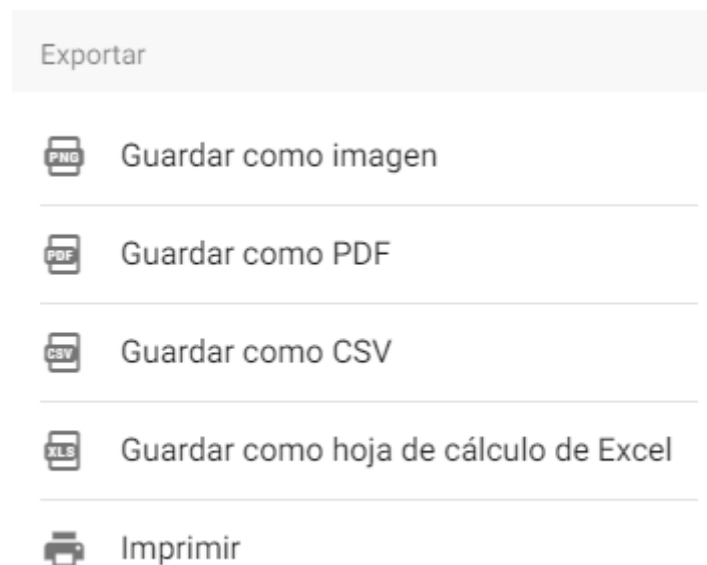 Exportar
PNG Guardar como imagen
PDF Guardar como PDF
CSV Guardar como CSV
XLS Guardar como hoja de cálculo de Excel
Imprimir